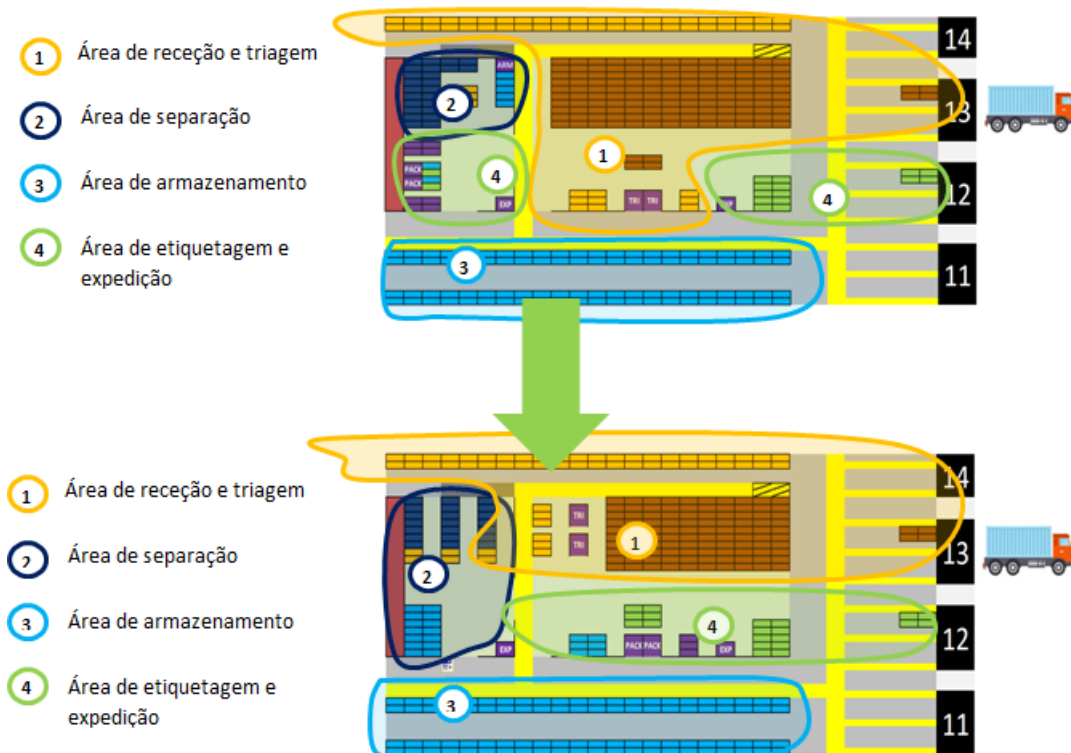 1 Área de receção e triagem
2 Área de separação
3 Área de armazenamento
4 Área de etiquetagem e
expedição
14
ARM
2
13
1
4
PACK
PACK
EXP
TRI TRI
EXP
4
12
3
11
1 Área de receção e triagem
2 Área de separação
3 Área de armazenamento
4 Área de etiquetagem e
expedição
14
TRI
TRI
1
13
2
4
12
EXP
PACK PACK
EXP
3
11